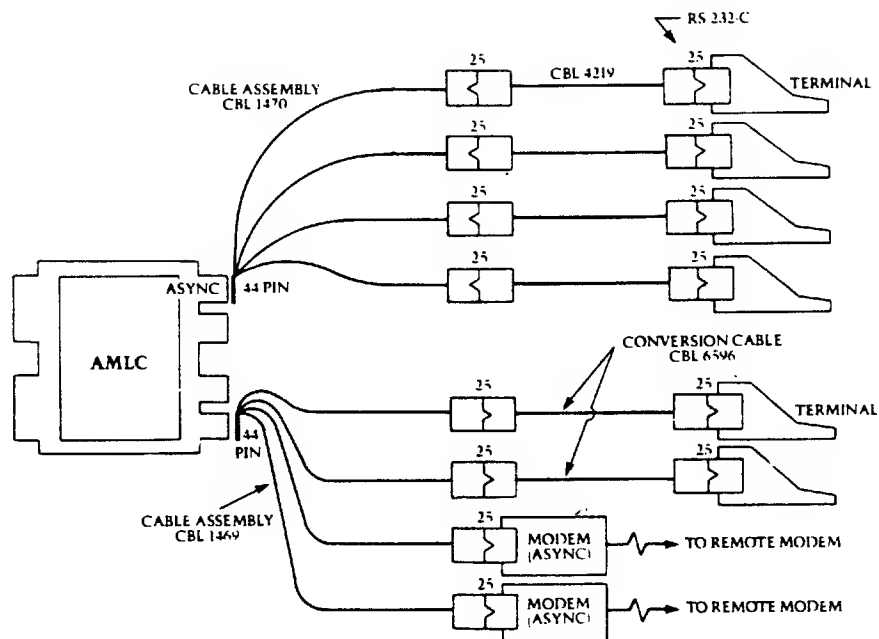 RS 232-C
25
CBL 4219
25
CABLE ASSEMBLY
CBL 1470
TERMINAL
25
25
25
25
25
25
ASYNC
44 PIN
AMLC
CONVERSION CABLE
CBL 6596
25
25
TERMINAL
44
PIN
25
25
CABLE ASSEMBLY
CBL 1469
25
MODEM
(ASYNC)
TO REMOTE MODEM
25
MODEM
(ASYNC)
TO REMOTE MODEM